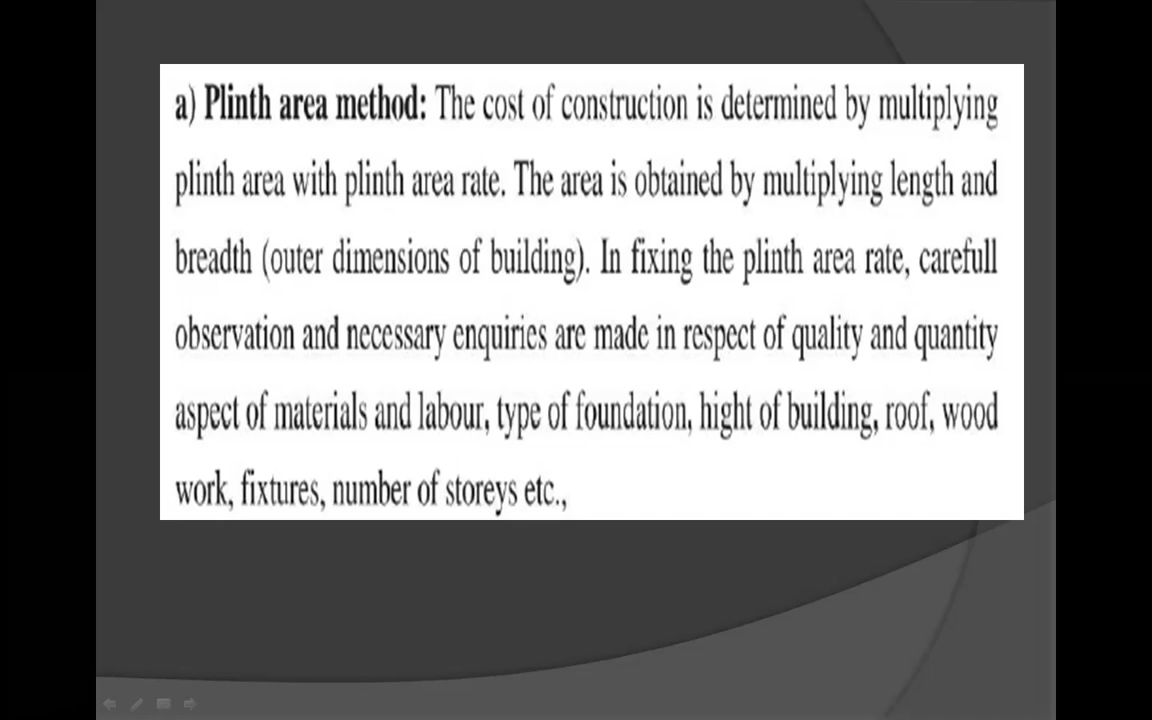 a) Plinth area method: The cost of construction is determined by multiplying
plinth area with plinth area rate. The area is obtained by multiplying length and
breadth (outer dimensions of building). In fixing the plinth area rate, carefull
observation and necessary enquiries are made in respect of quality and quantity
aspect of materials and labour, type of foundation, hight of building, roof, wood
work, fixtures, number of storeys etc.,